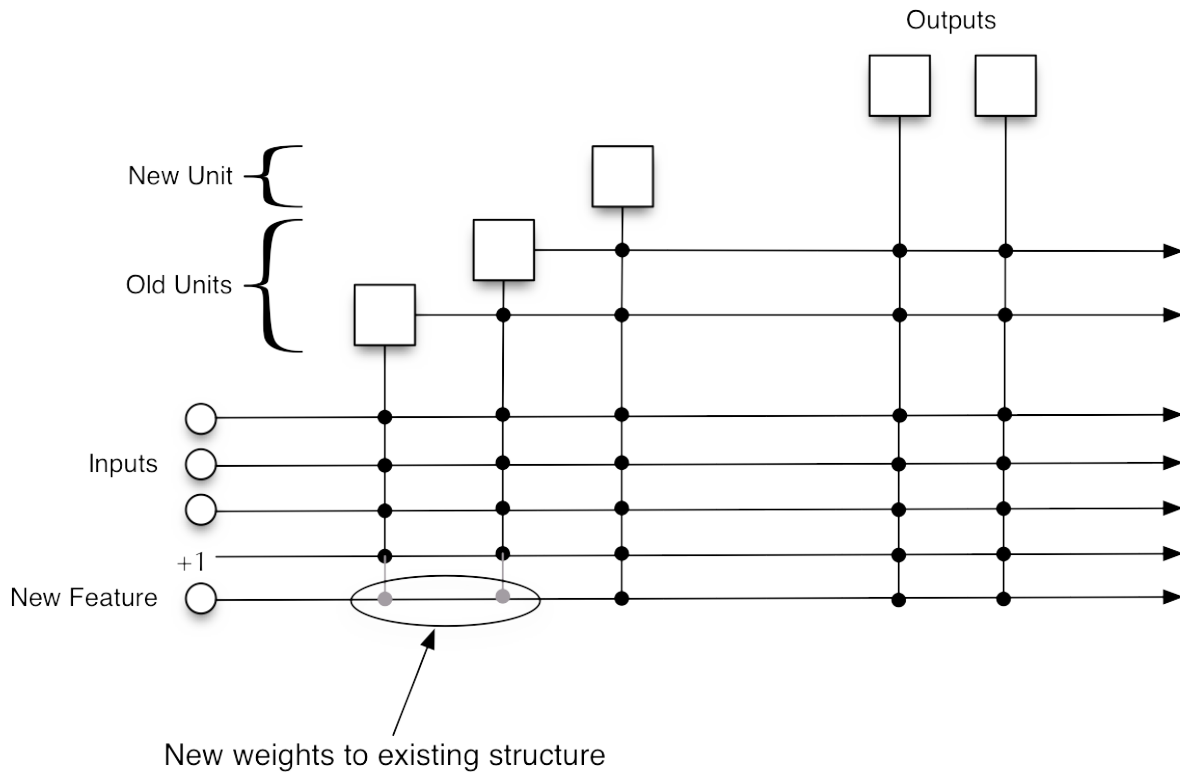 Outputs
New Unit
Old Units
Inputs
+1
New Feature
New weights to existing structure